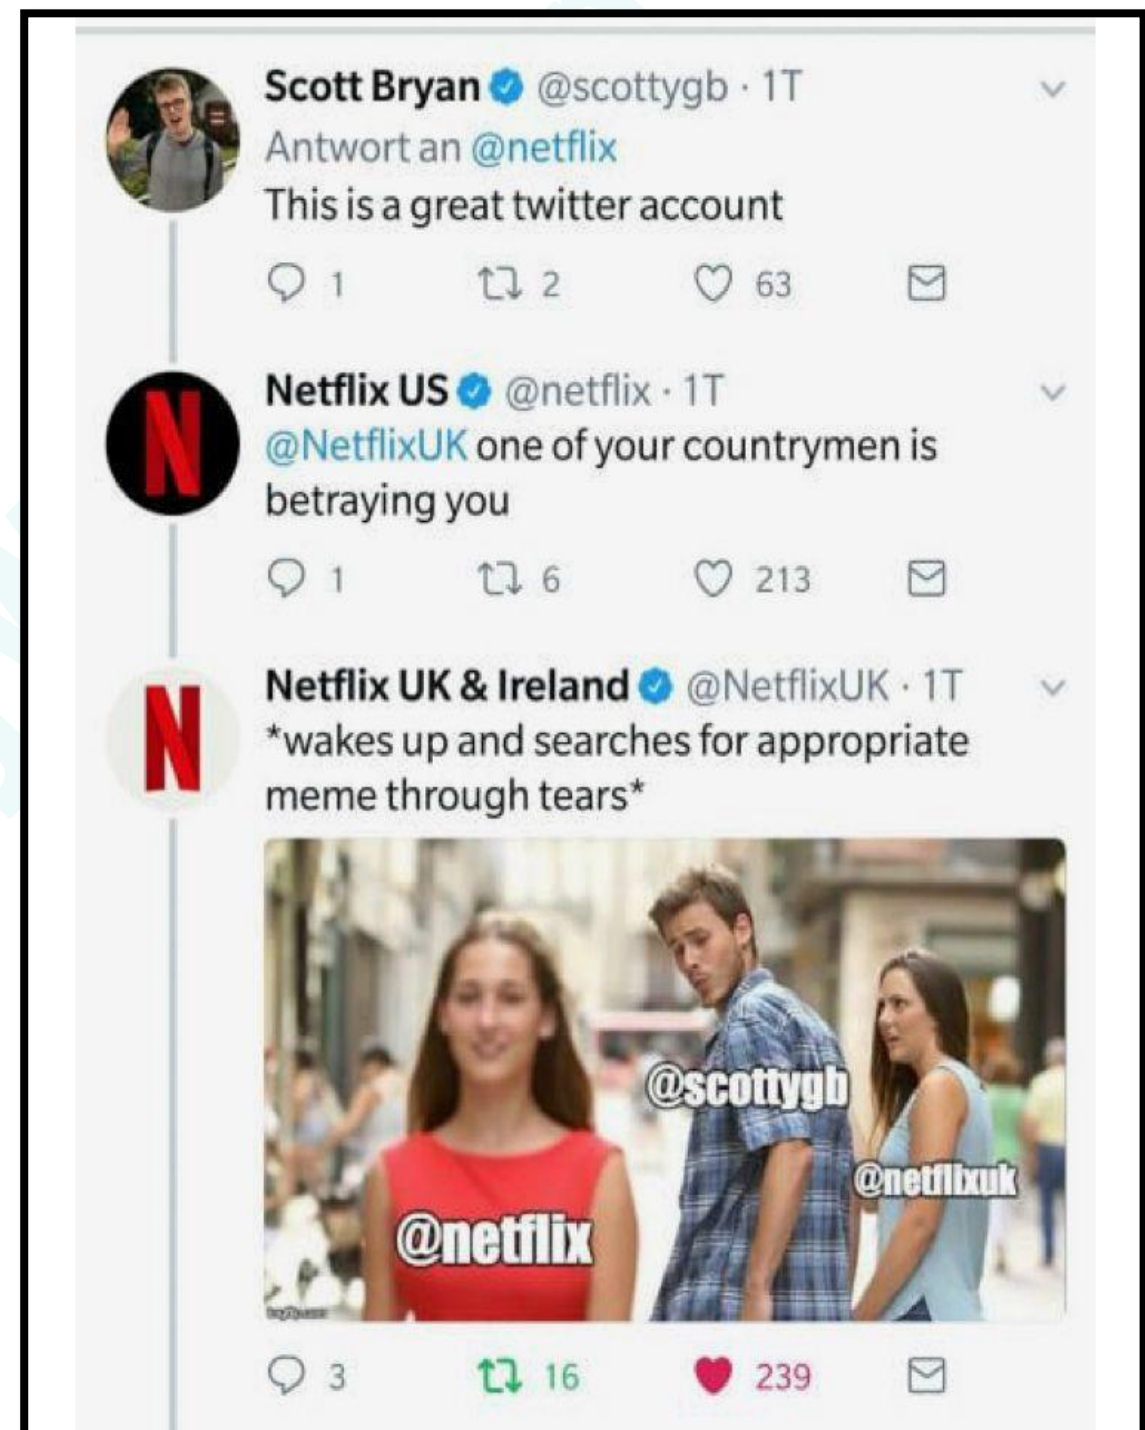 Scott Bryan @scottygb · 1T
Antwort an @netflix
This is a great twitter account
1 2 63
Netflix US @netflix · 1T
@NetflixUK one of your countrymen is
betraying you
1 6 213
Netflix UK & Ireland @NetflixUK · 1T
*wakes up and searches for appropriate
meme through tears*
@scottygb
@netflixuk
@netflix
3 16 239